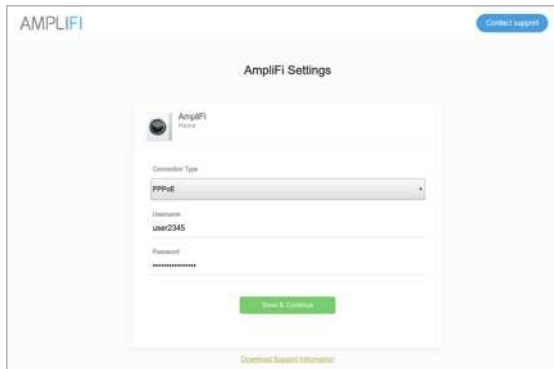 AMPLIFI
Contact support
AmpliFi Settings
AmpliFi
Home
Connection Type
PPPoE
Username
user2345
Password
••••••••••••••••
Save & Continue
Download Support Information